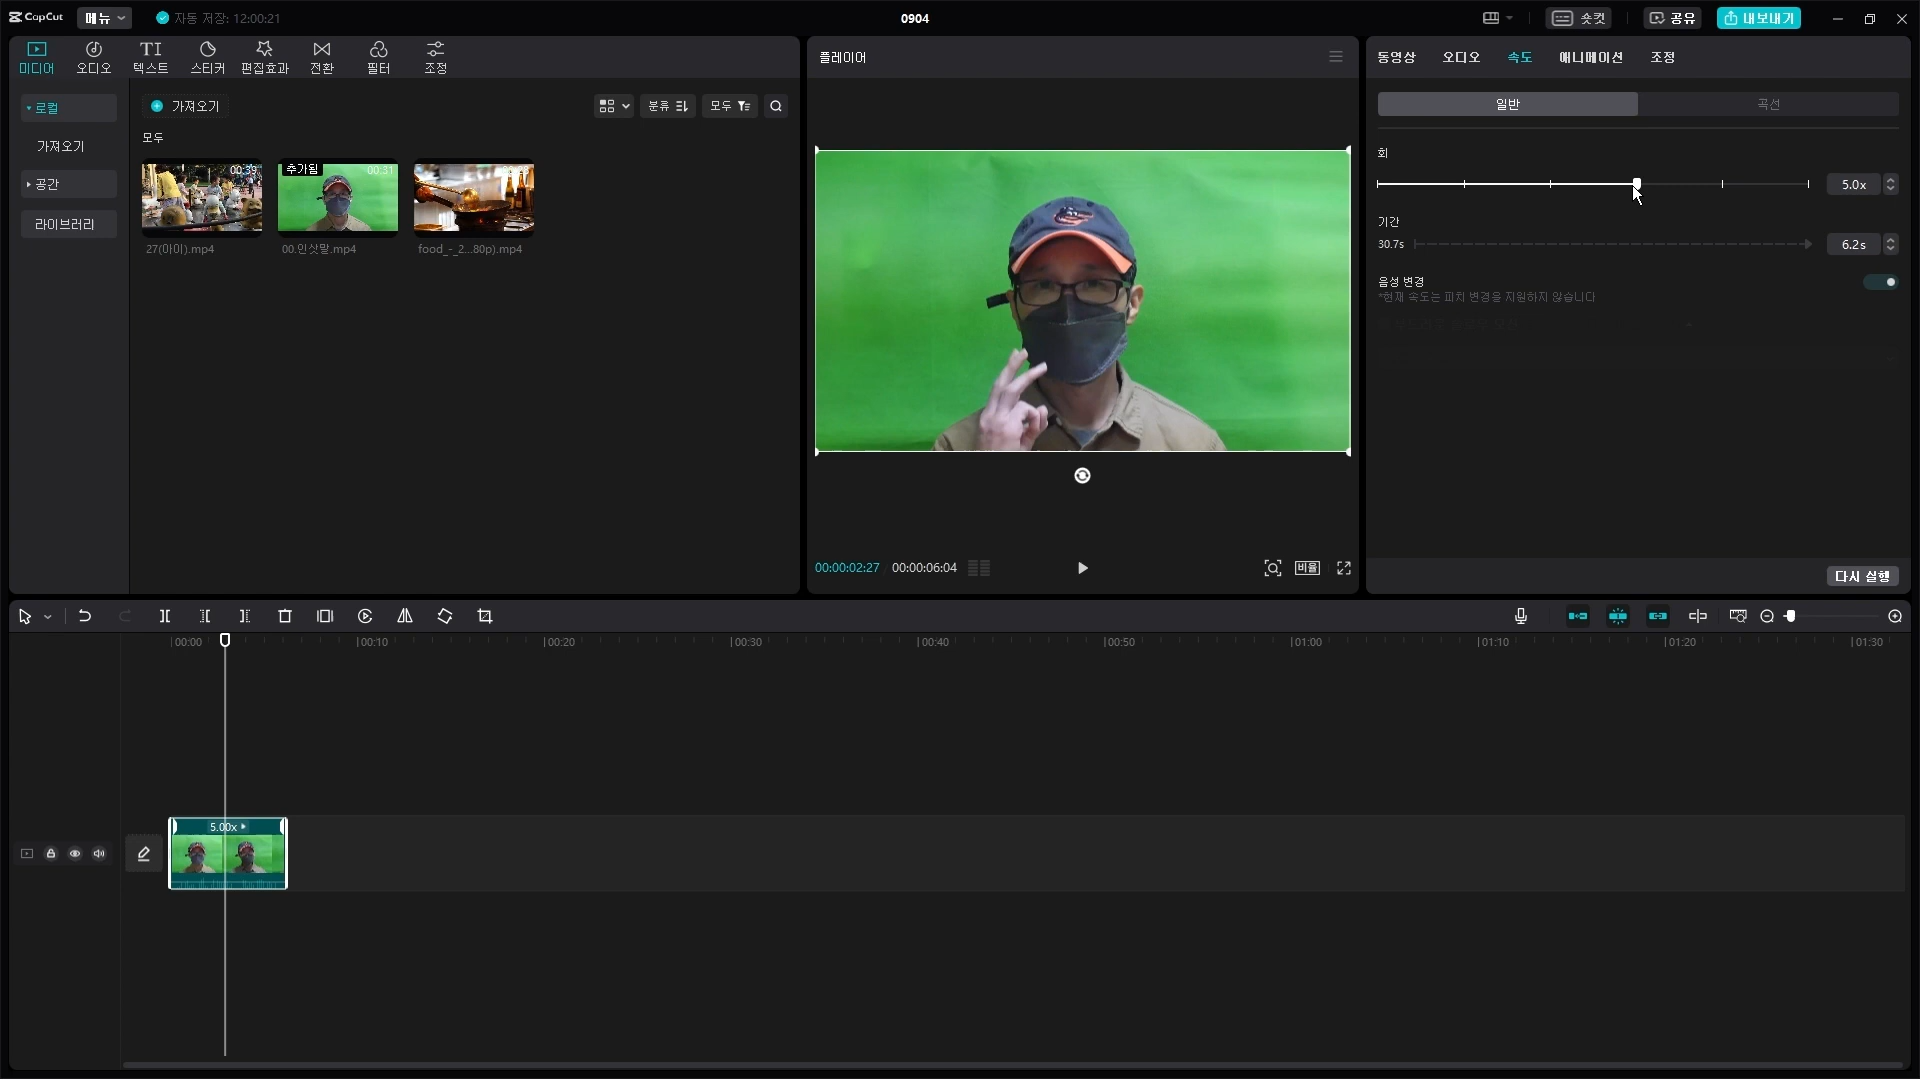 CapCut 메뉴 자동 저장: 12:00:21 0904 숏컷 공유 내보내기
미디어 오디오 텍스트 스티커 편집효과 전환 필터 조정
로컬
가져오기
공간
라이브러리
가져오기 분류 모두
모두
00:39 추가됨 00:31
27(아이).mp4 00.인삿말.mp4 food_-_2...80p).mp4
플레이어
00:00:02:27 00:00:06:04 비율
동영상 오디오 속도 애니메이션 조정
일반 곡선
회
5.0x
기간
30.7s 6.2s
음성 변경
*현재 속도는 피치 변경을 지원하지 않습니다
다시 실행
00:00 00:10 00:20 00:30 00:40 00:50 01:00 01:10 01:20 01:30
5.00x